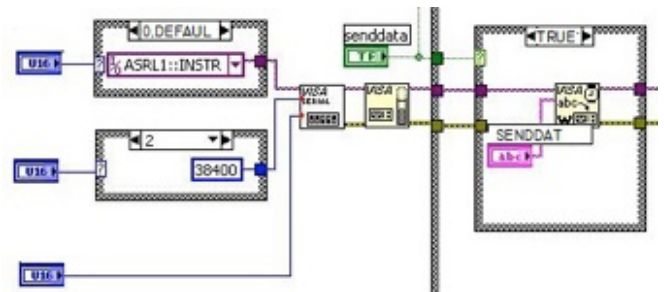 0,DEFAUL
U16
ASRL1::INSTR
2
U16
38400
U16
VISA
SERIAL
VISA
senddata
TF
TRUE
VISA
abc
W
SENDDAT
abc